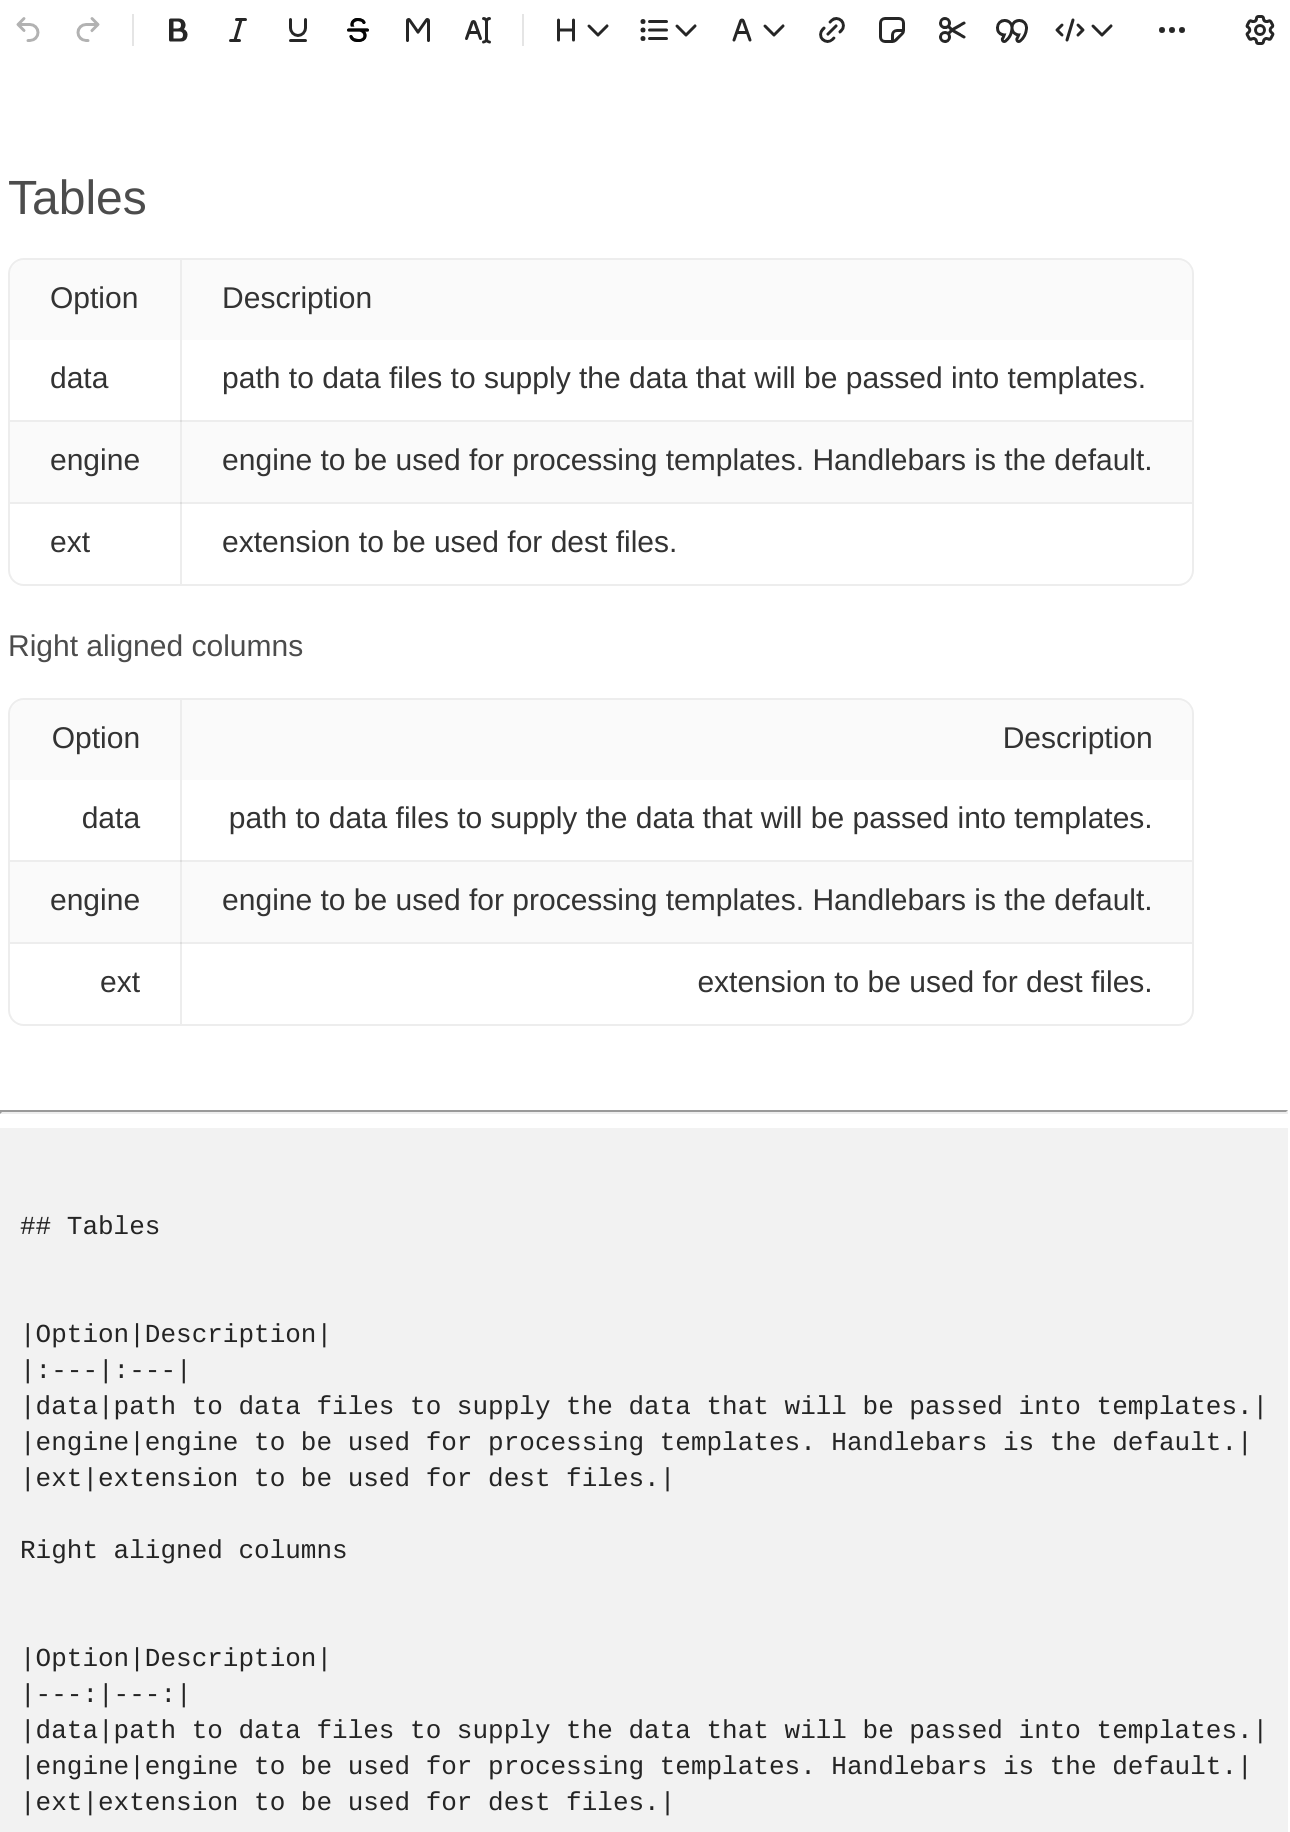 Tables
Option Description
data path to data files to supply the data that will be passed into templates.
engine engine to be used for processing templates. Handlebars is the default.
ext extension to be used for dest files.
Right aligned columns
Option Description
data path to data files to supply the data that will be passed into templates.
engine engine to be used for processing templates. Handlebars is the default.
ext extension to be used for dest files.
## Tables
|Option|Description|
|:---|:---|
|data|path to data files to supply the data that will be passed into templates.|
|engine|engine to be used for processing templates. Handlebars is the default.|
|ext|extension to be used for dest files.|
Right aligned columns
|Option|Description|
|---:|---:|
|data|path to data files to supply the data that will be passed into templates.|
|engine|engine to be used for processing templates. Handlebars is the default.|
|ext|extension to be used for dest files.|